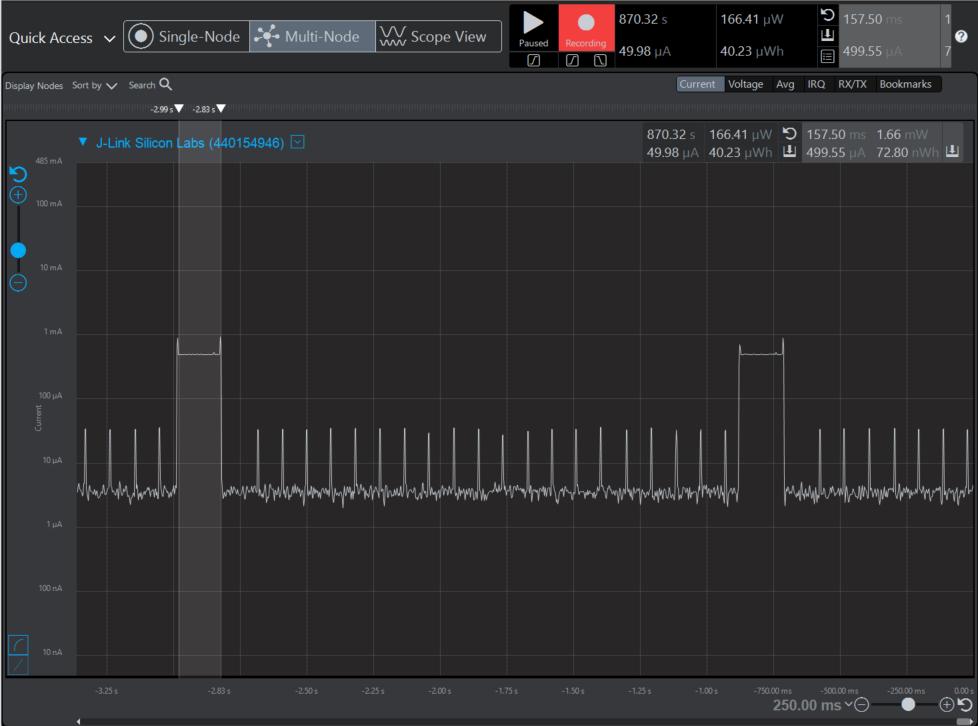 Quick Access Single-Node Multi-Node Scope View
Paused Recording
870.32 s 166.41 µW 157.50 ms 1
49.98 µA 40.23 µWh 499.55 µA 7
?
Display Nodes Sort by Search Current Voltage Avg IRQ RX/TX Bookmarks
-2.99 s -2.83 s
J-Link Silicon Labs (440154946)
870.32 s 166.41 µW 157.50 ms 1.66 mW
49.98 µA 40.23 µWh 499.55 µA 72.80 nWh
485 mA
100 mA
10 mA
1 mA
100 µA
Current
10 µA
1 µA
100 nA
10 nA
-3.25 s -2.83 s -2.50 s -2.25 s -2.00 s -1.75 s -1.50 s -1.25 s -1.00 s -750.00 ms -500.00 ms -250.00 ms 0.00 s
250.00 ms